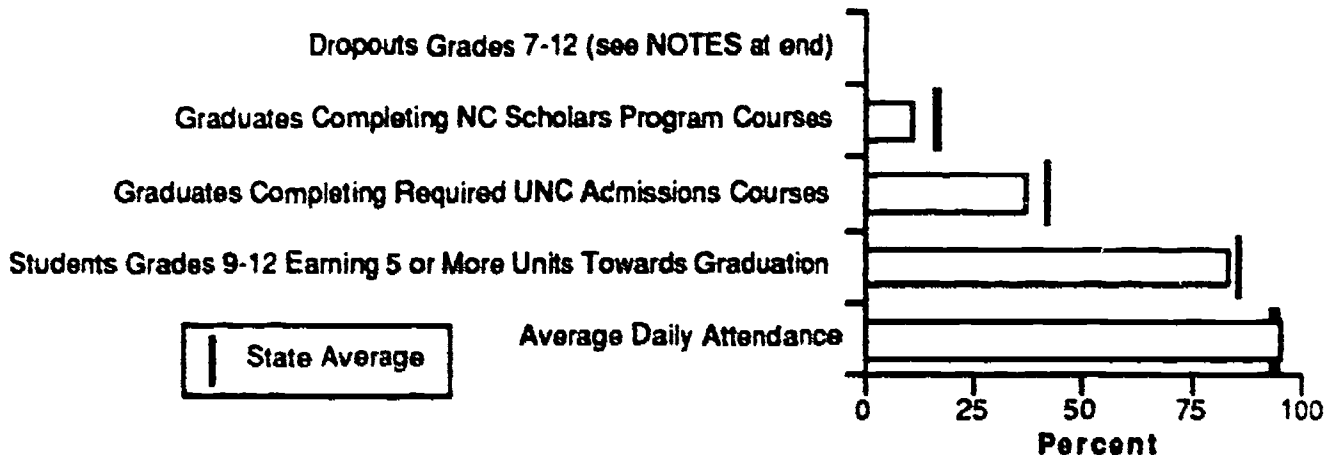 Dropouts Grades 7-12 (see NOTES at end)
Graduates Completing NC Scholars Program Courses
Graduates Completing Required UNC Admissions Courses
Students Grades 9-12 Earning 5 or More Units Towards Graduation
Average Daily Attendance
State Average
0 25 50 75 100
Percent